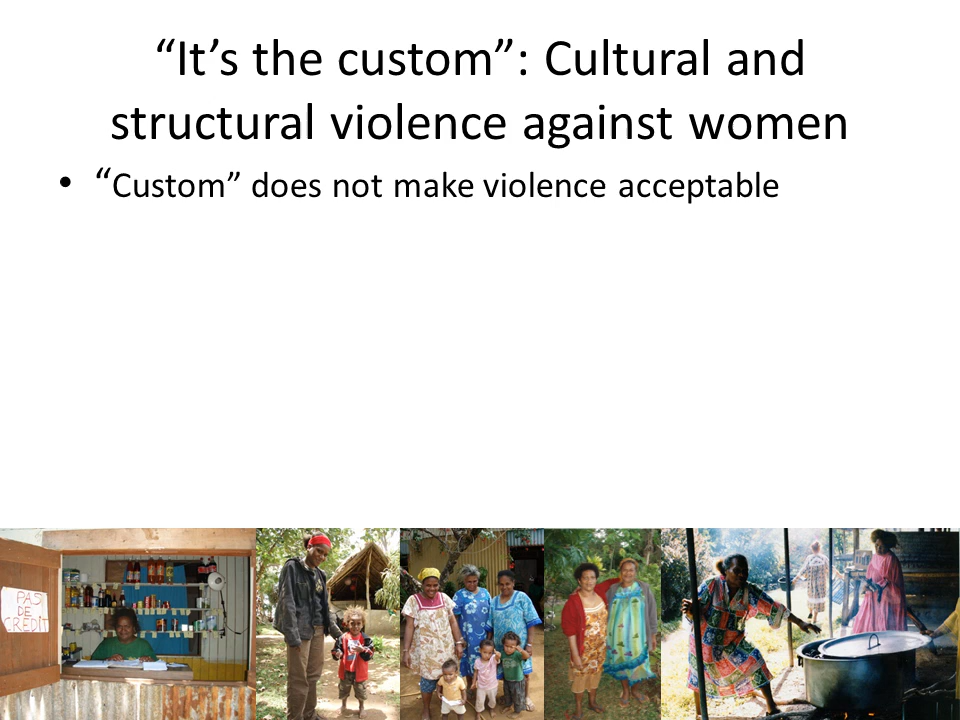 “It’s the custom”: Cultural and
structural violence against women
• “Custom” does not make violence acceptable
PAS
DE
CREDIT